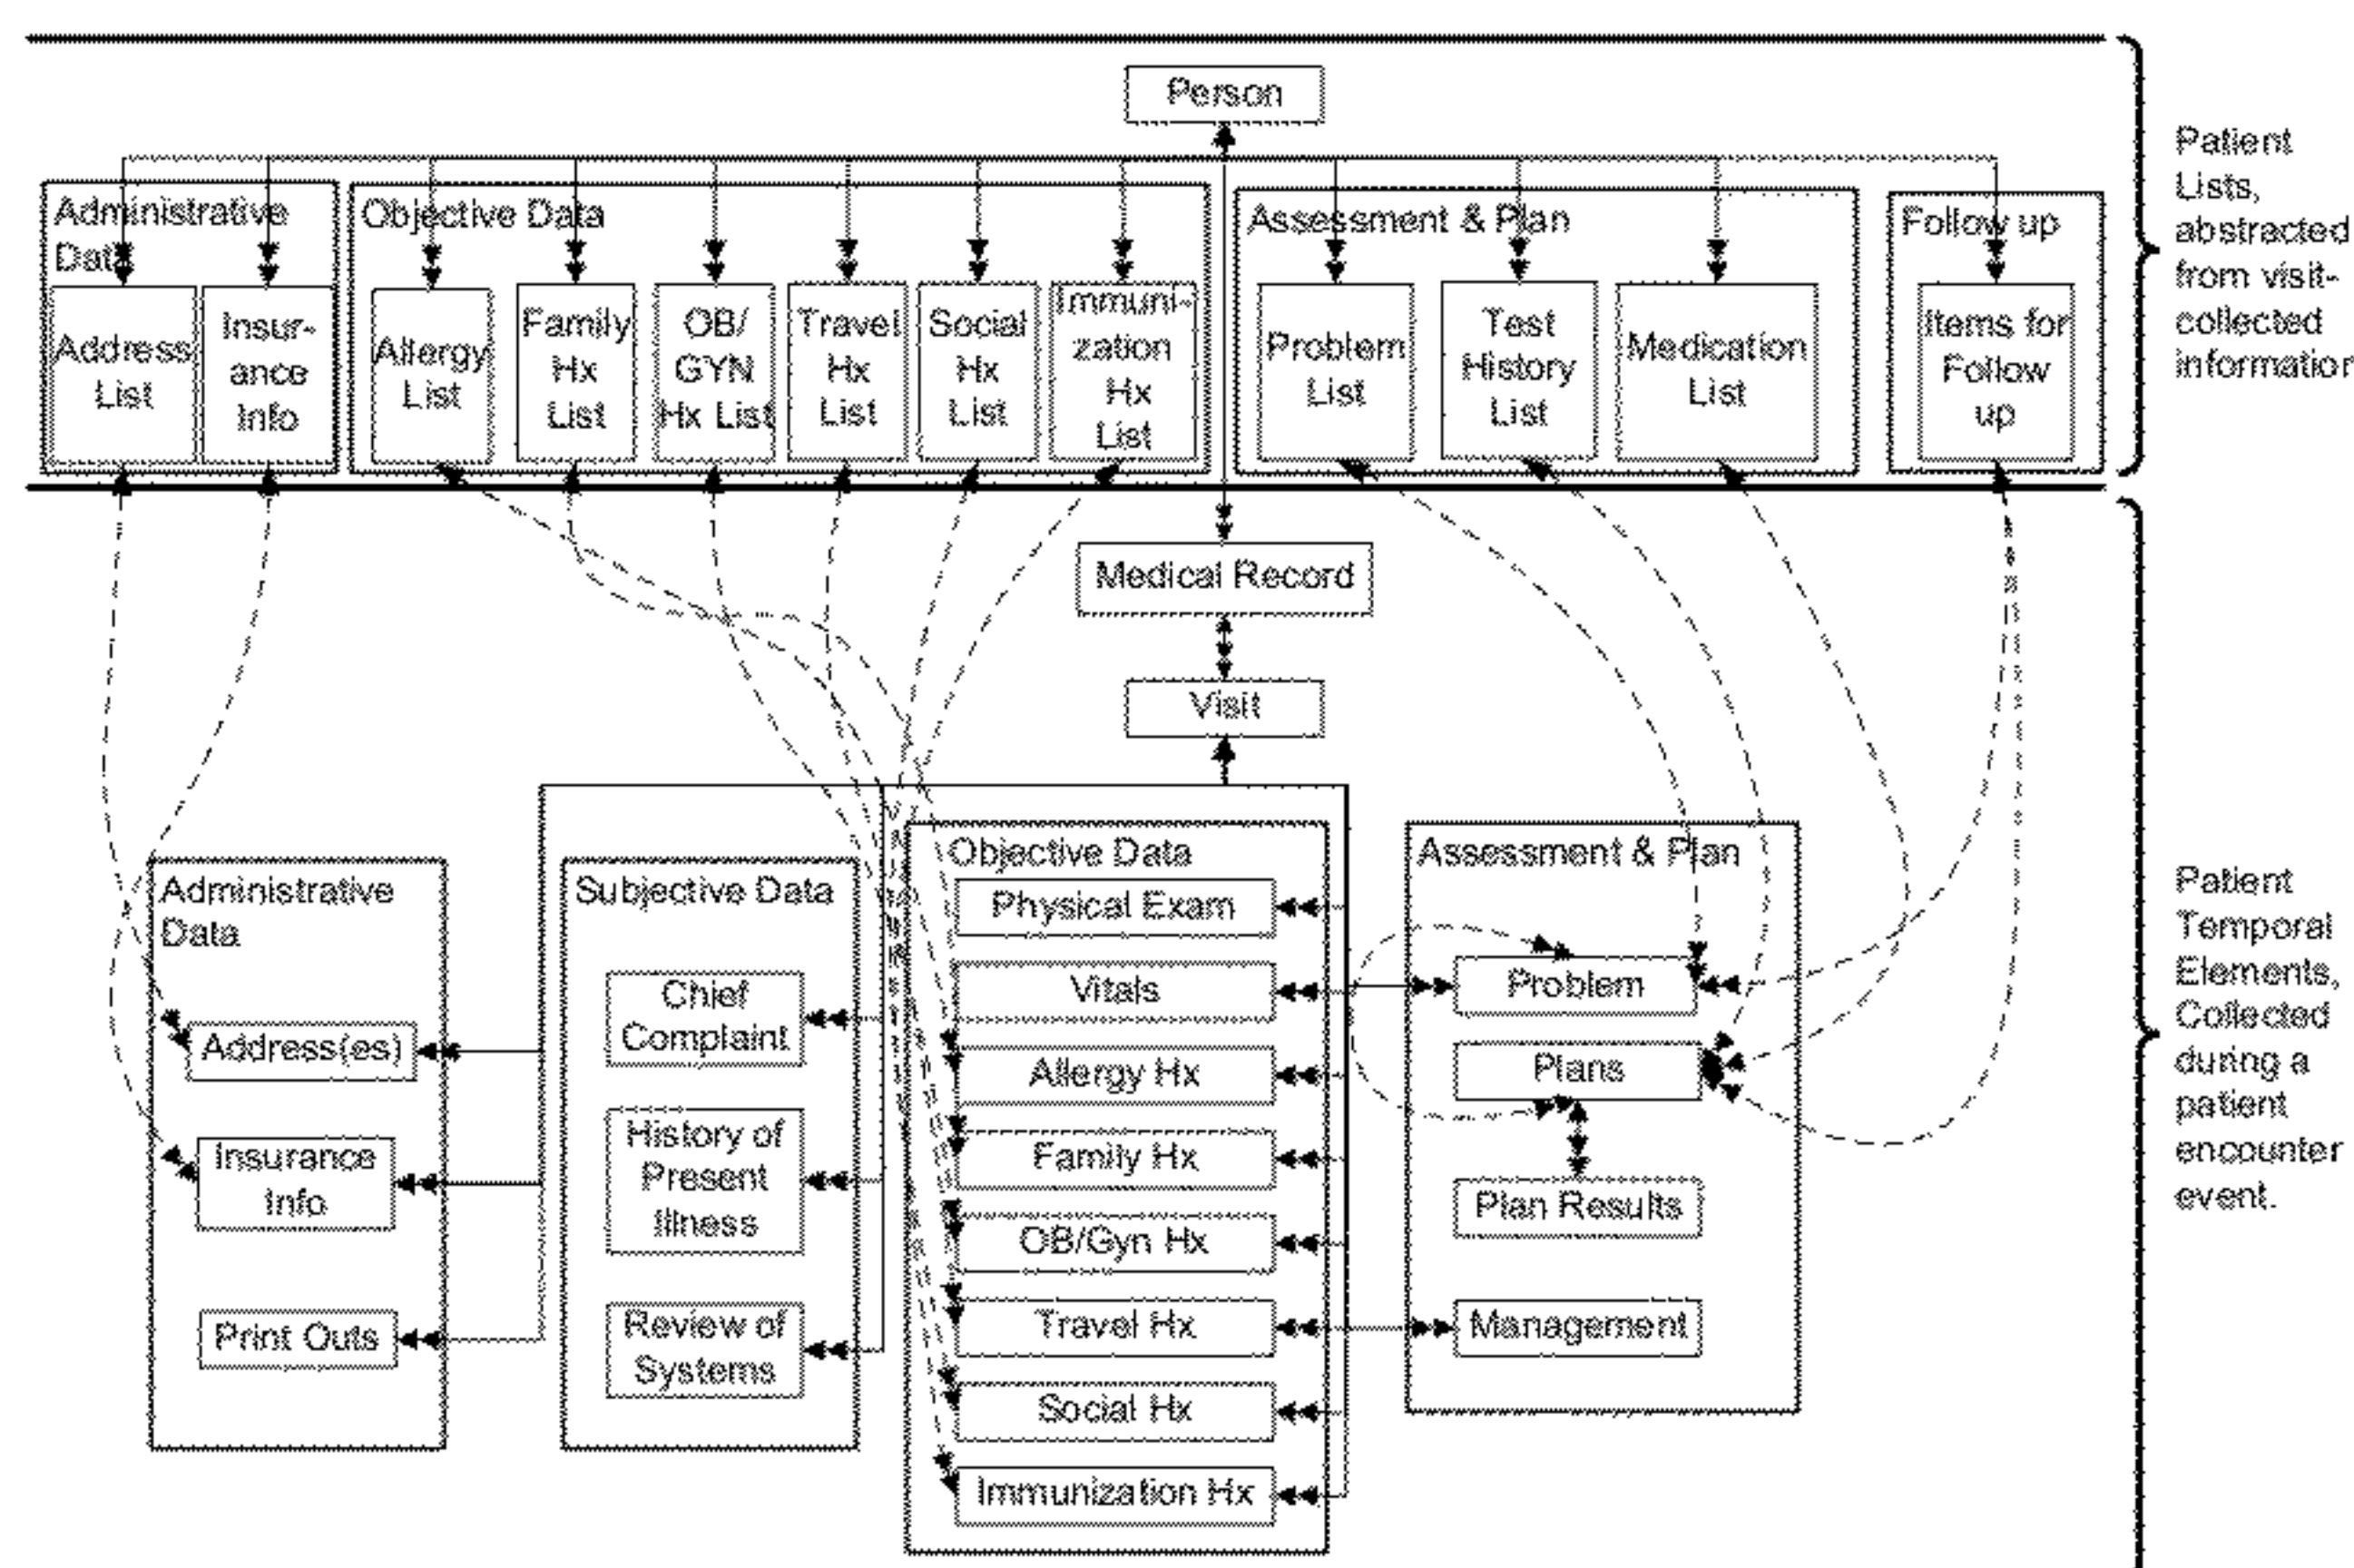 Person
Patient
Lists,
abstracted
from visit-
collected
information
Administrative
Data
Address
List
Insur-
ance
Info
Objective Data
Allergy
List
Family
Hx
List
OB/
GYN
Hx List
Travel
Hx
List
Social
Hx
List
Immuni-
zation
Hx
List
Assessment & Plan
Problem
List
Test
History
List
Medication
List
Follow up
Items for
Follow
up
Medical Record
Visit
Administrative
Data
Address(es)
Insurance
Info
Print Outs
Subjective Data
Chief
Complaint
History of
Present
Illness
Review of
Systems
Objective Data
Physical Exam
Vitals
Allergy Hx
Family Hx
OB/Gyn Hx
Travel Hx
Social Hx
Immunization Hx
Assessment & Plan
Problem
Plans
Plan Results
Management
Patient
Temporal
Elements,
Collected
during a
patient
encounter
event.